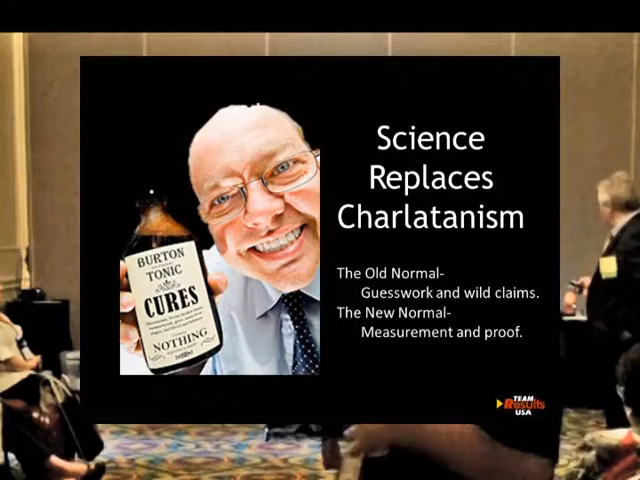 Science
Replaces
Charlatanism
The Old Normal-
Guesswork and wild claims.
The New Normal-
Measurement and proof.
BURTON
TONIC
CURES
NOTHING
TEAM
Results
USA